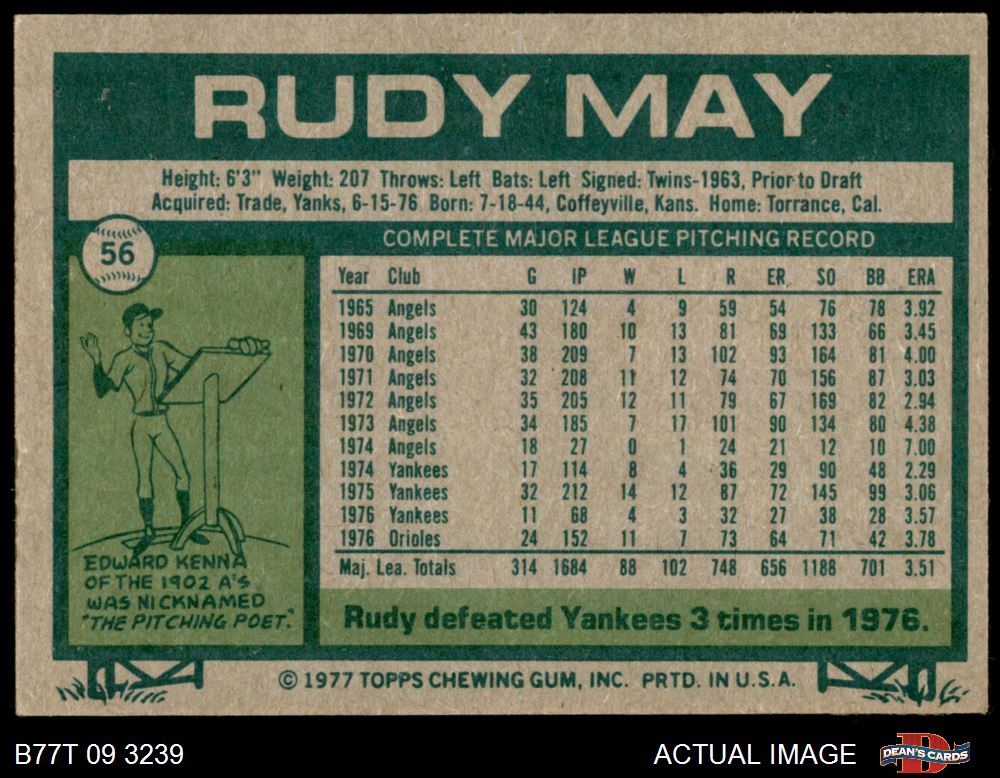 RUDY MAY
Height: 6'3" Weight: 207 Throws: Left Bats: Left Signed: Twins-1963, Prior to Draft
Acquired: Trade, Yanks, 6-15-76 Born: 7-18-44, Coffeyville, Kans. Home: Torrance, Cal.
56
COMPLETE MAJOR LEAGUE PITCHING RECORD
Year Club G IP W L R ER SO BB ERA
1965 Angels 30 124 4 9 59 54 76 78 3.92
1969 Angels 43 180 10 13 81 69 133 66 3.45
1970 Angels 38 209 7 13 102 93 164 81 4.00
1971 Angels 32 208 11 12 74 70 156 87 3.03
1972 Angels 35 205 12 11 79 67 169 82 2.94
1973 Angels 34 185 7 17 101 90 134 80 4.38
1974 Angels 18 27 0 1 24 21 12 10 7.00
1974 Yankees 17 114 8 4 36 29 90 48 2.29
1975 Yankees 32 212 14 12 87 72 145 99 3.06
1976 Yankees 11 68 4 3 32 27 38 28 3.57
1976 Orioles 24 152 11 7 73 64 71 42 3.78
Maj. Lea. Totals 314 1684 88 102 748 656 1188 701 3.51
EDWARD KENNA
OF THE 1902 A'S
WAS NICKNAMED
"THE PITCHING POET."
Rudy defeated Yankees 3 times in 1976.
© 1977 TOPPS CHEWING GUM, INC. PRTD. IN U.S.A.
B77T 09 3239
ACTUAL IMAGE
DEAN'S CARDS